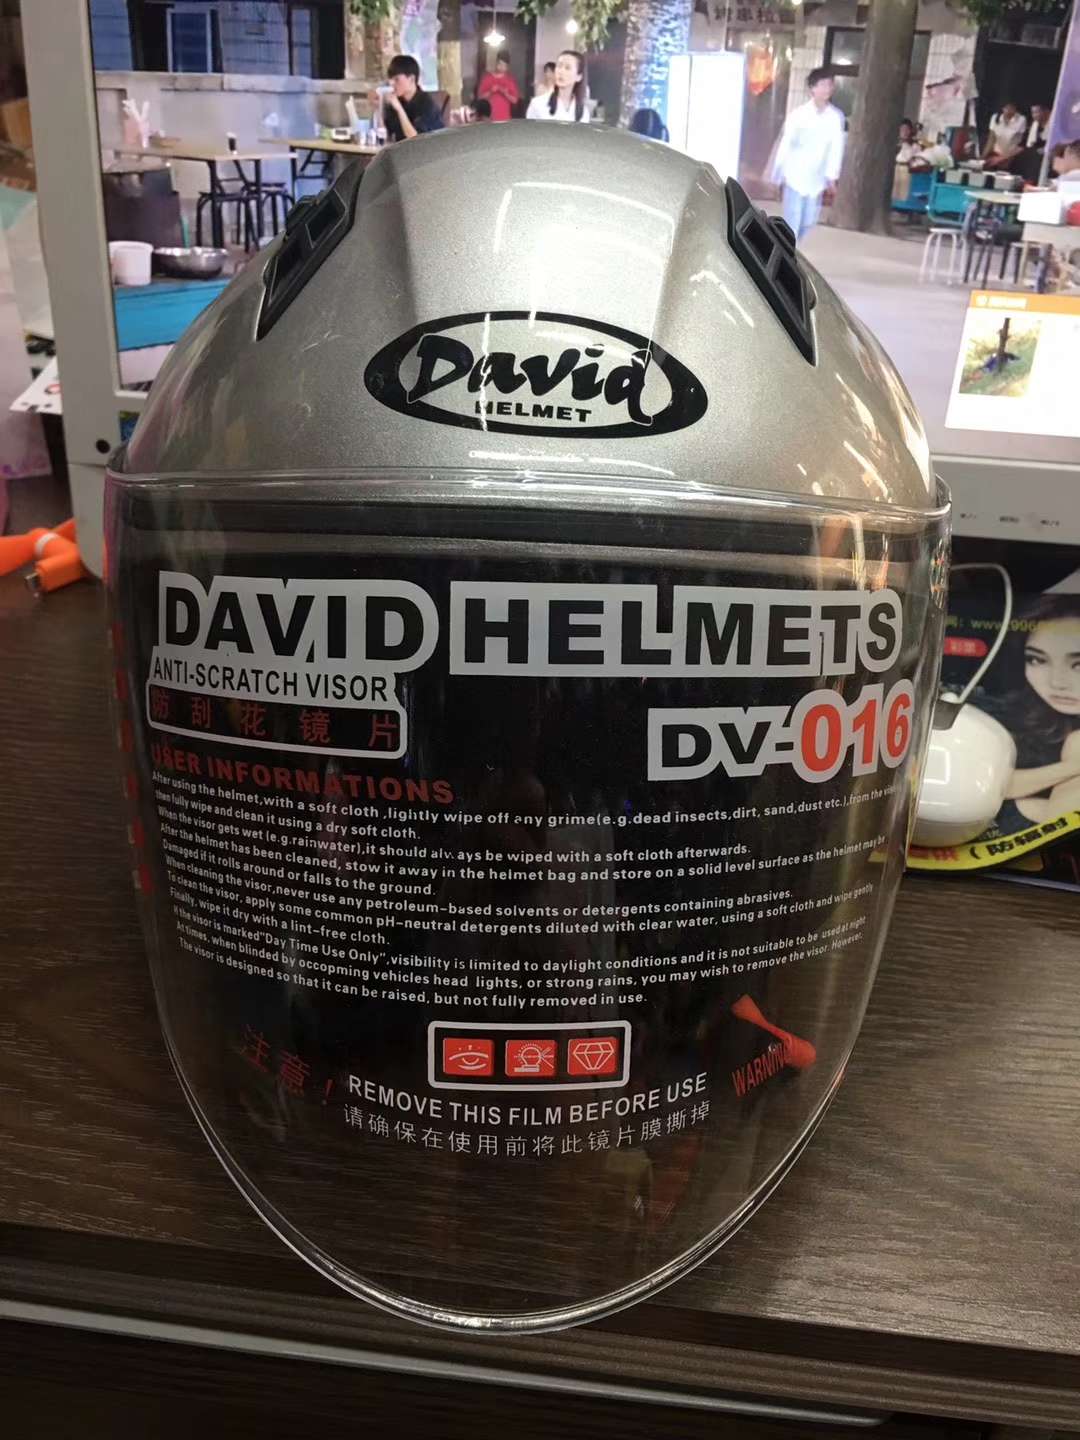 David
HELMET
DAVID HELMETS
ANTI-SCRATCH VISOR
防刮花镜片
DV-016
USER INFORMATIONS
After using the helmet,with a soft cloth ,lightly wipe off any grime(e.g.dead insects,dirt, sand,dust etc.),from the
then fully wipe and clean it using a dry soft cloth.
When the visor gets wet (e.g.rainwater),it should always be wiped with a soft cloth afterwards.
After the helmet has been cleaned, stow it away in the helmet bag and store on a solid level surface as the helmet may be
Damaged if it rolls around or falls to the ground.
When cleaning the visor,never use any petroleum-based solvents or detergents containing abrasives.
To clean the visor, apply some common pH-neutral detergents diluted with clear water, using a soft cloth and wipe gently
Finally, wipe it dry with a lint-free cloth.
If the visor is marked"Day Time Use Only",visibility is limited to daylight conditions and it is not suitable to be used at night
At times, when blinded by occopming vehicles head lights, or strong rains, you may wish to remove the visor. However,
The visor is designed so that it can be raised, but not fully removed in use.
注意!
WARNING
REMOVE THIS FILM BEFORE USE
请确保在使用前将此镜片膜撕掉